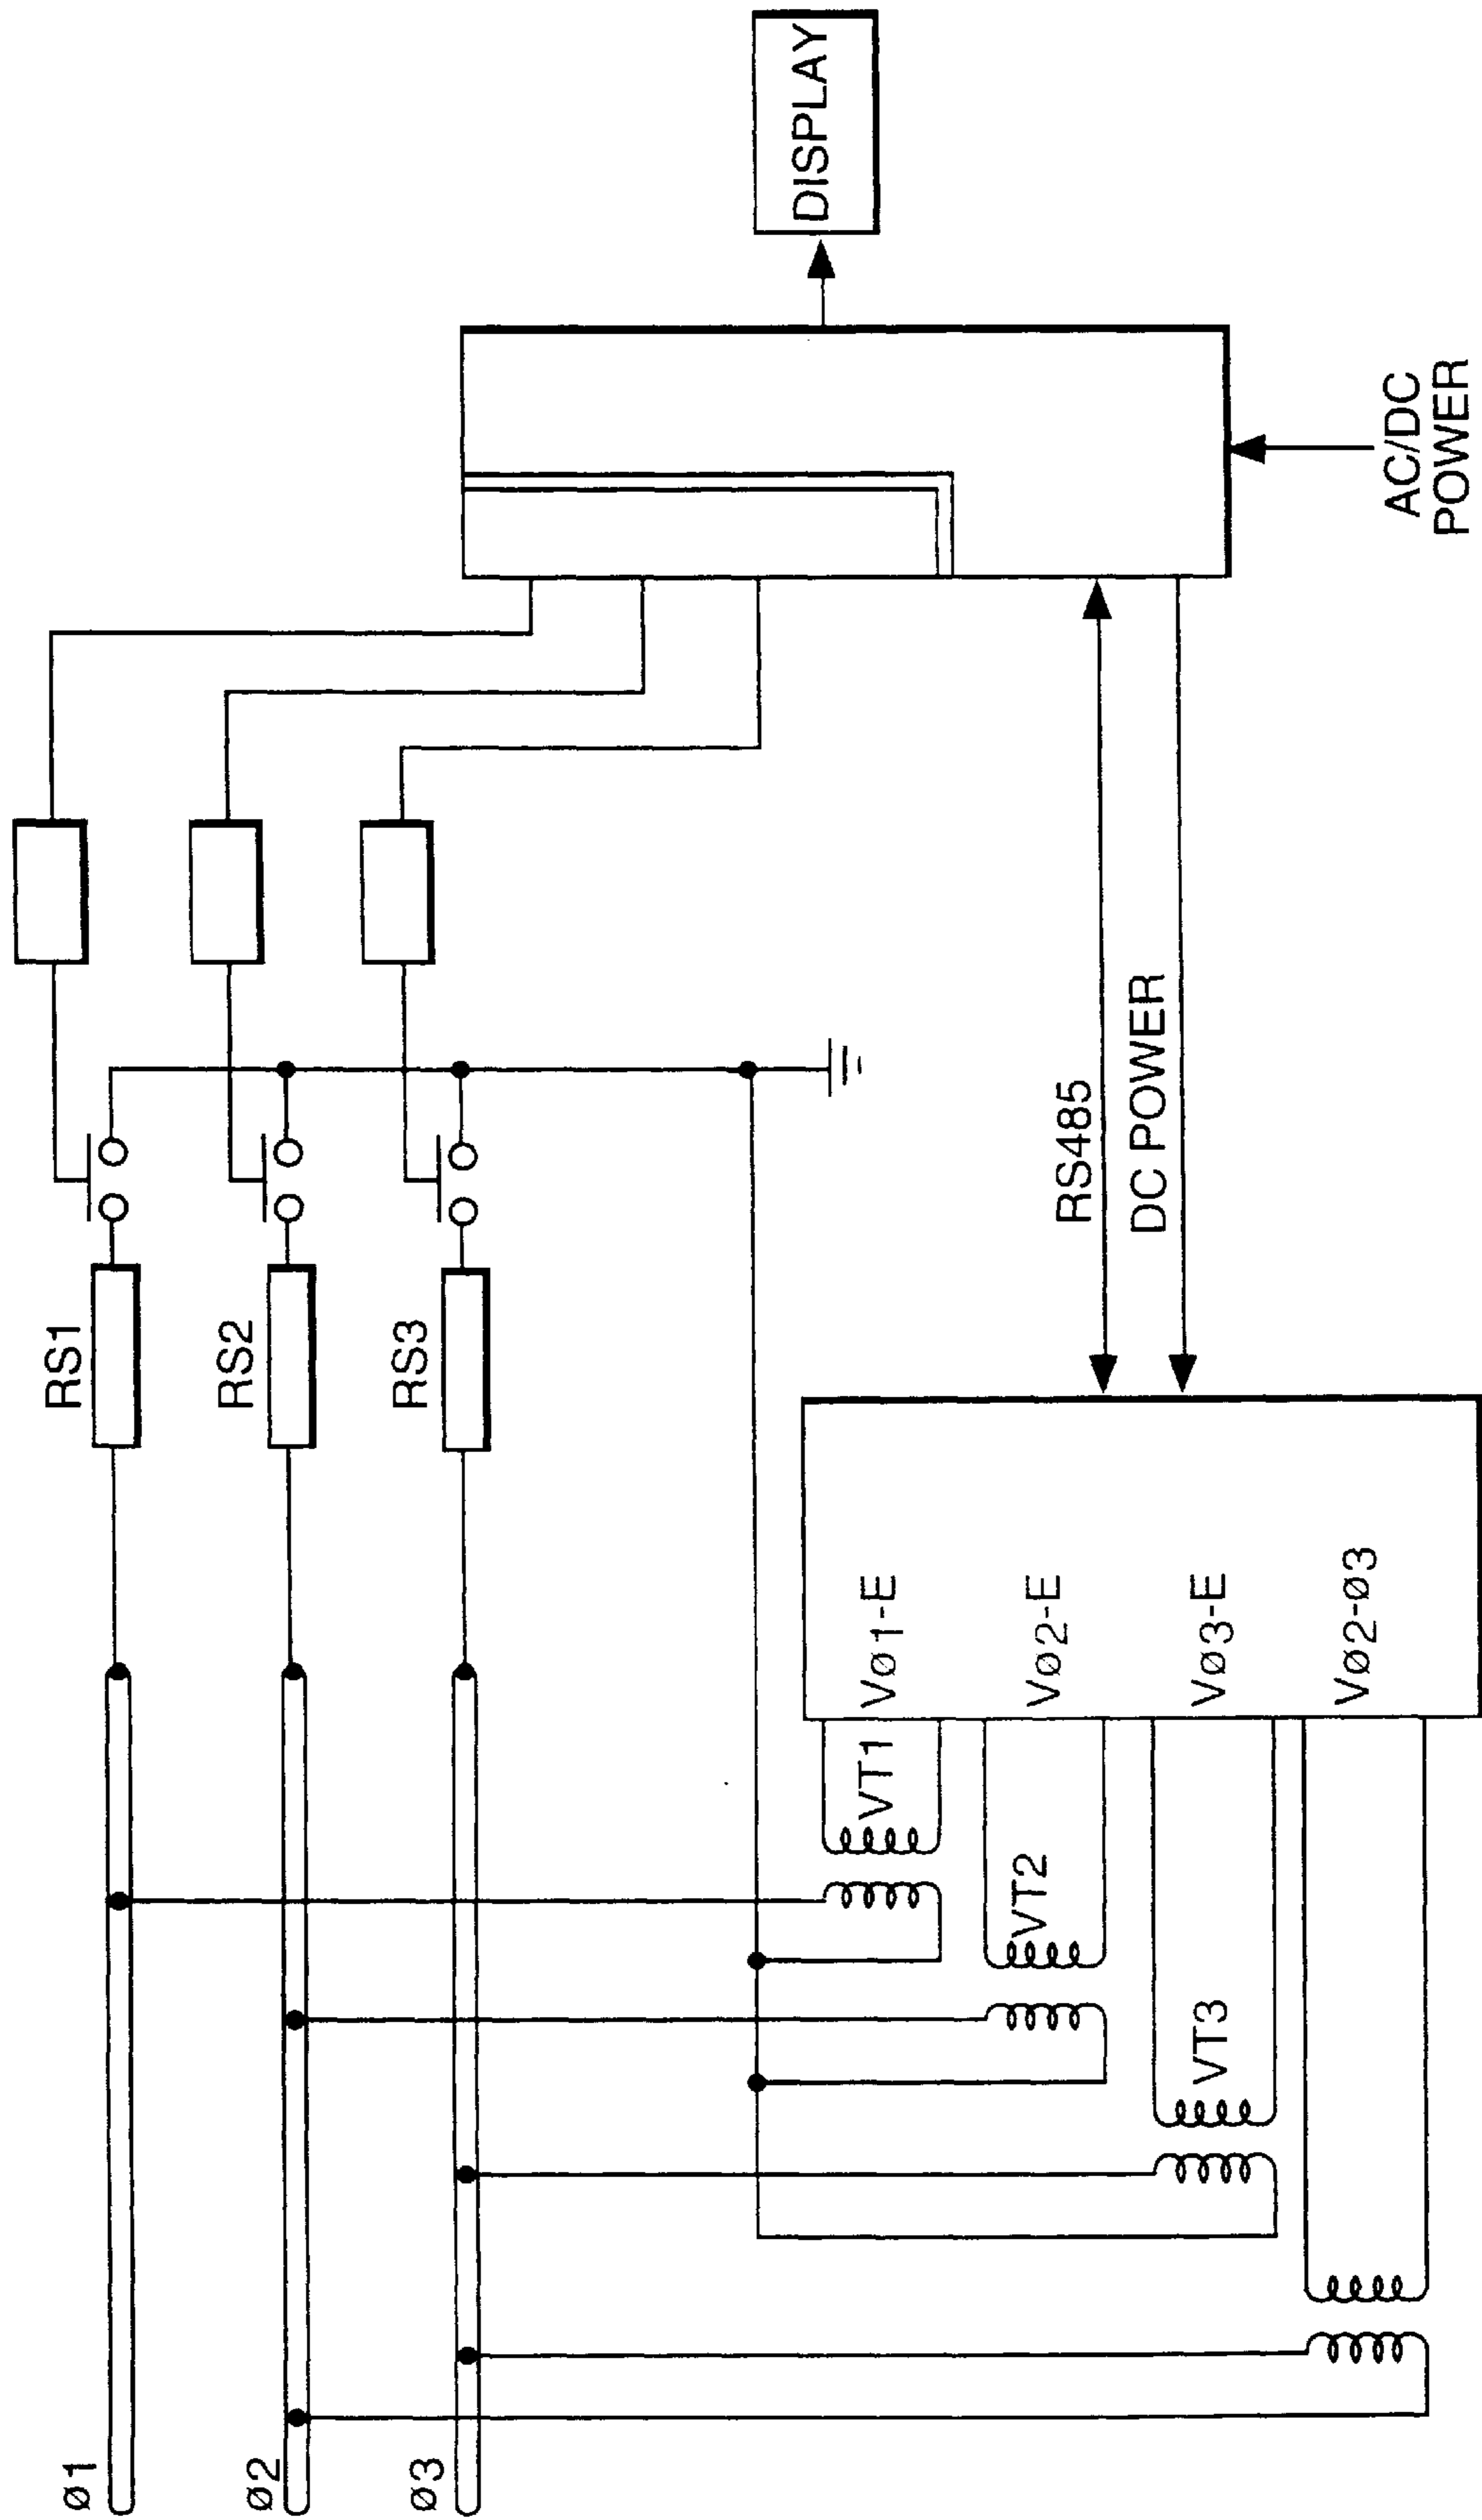 ø1
ø2
ø3
RS1
RS2
RS3
VT1
VT2
VT3
Vø1-E
Vø2-E
Vø3-E
Vø2-ø3
RS485
DC POWER
AC/DC
POWER
DISPLAY